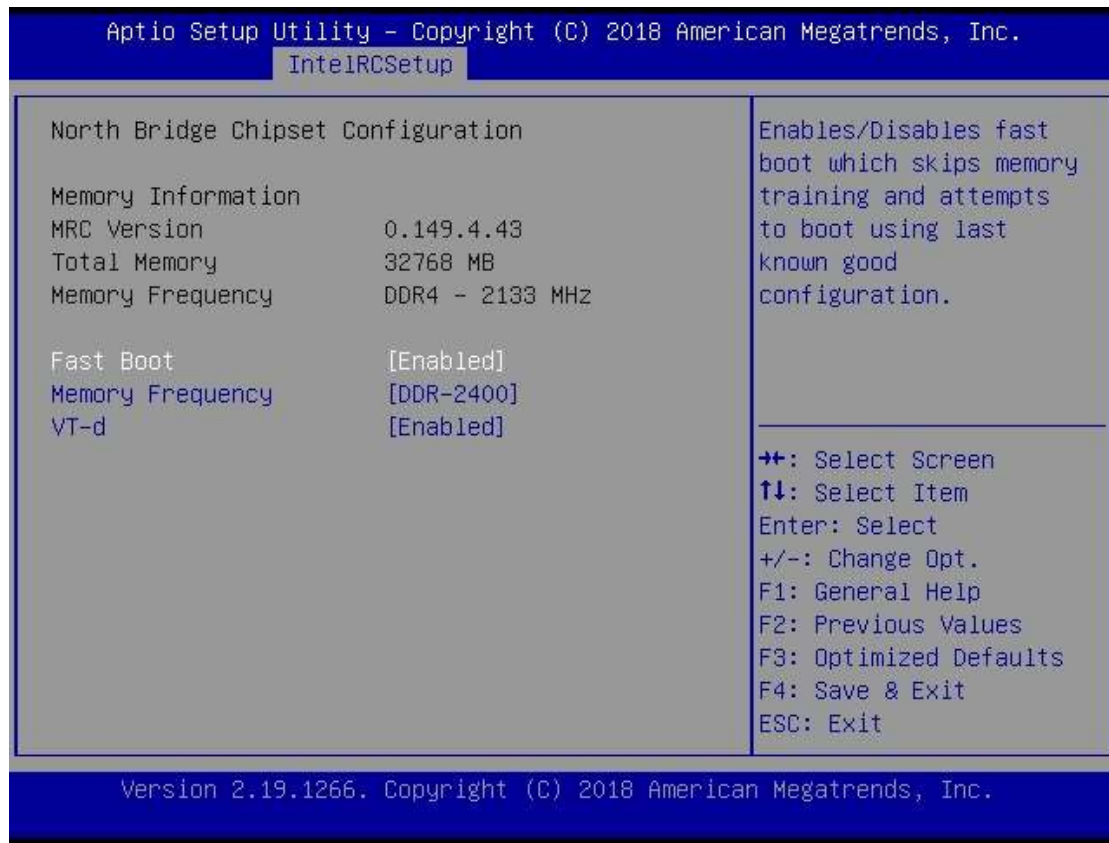 Aptio Setup Utility – Copyright (C) 2018 American Megatrends, Inc.
IntelRCSetup
North Bridge Chipset Configuration
Memory Information
MRC Version 0.149.4.43
Total Memory 32768 MB
Memory Frequency DDR4 – 2133 MHz
Fast Boot [Enabled]
Memory Frequency [DDR-2400]
VT-d [Enabled]
Enables/Disables fast
boot which skips memory
training and attempts
to boot using last
known good
configuration.
→←: Select Screen
↑↓: Select Item
Enter: Select
+/-: Change Opt.
F1: General Help
F2: Previous Values
F3: Optimized Defaults
F4: Save & Exit
ESC: Exit
Version 2.19.1266. Copyright (C) 2018 American Megatrends, Inc.